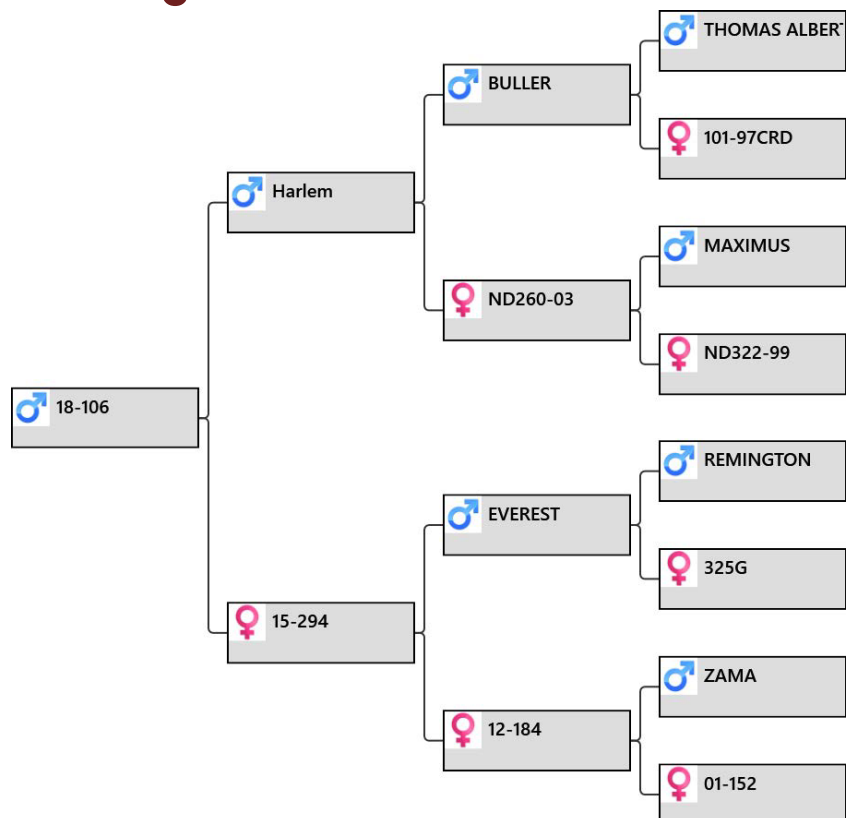 THOMAS ALBERT
BULLER
101-97CRD
Harlem
MAXIMUS
ND260-03
ND322-99
18-106
REMINGTON
EVEREST
325G
15-294
ZAMA
12-184
01-152